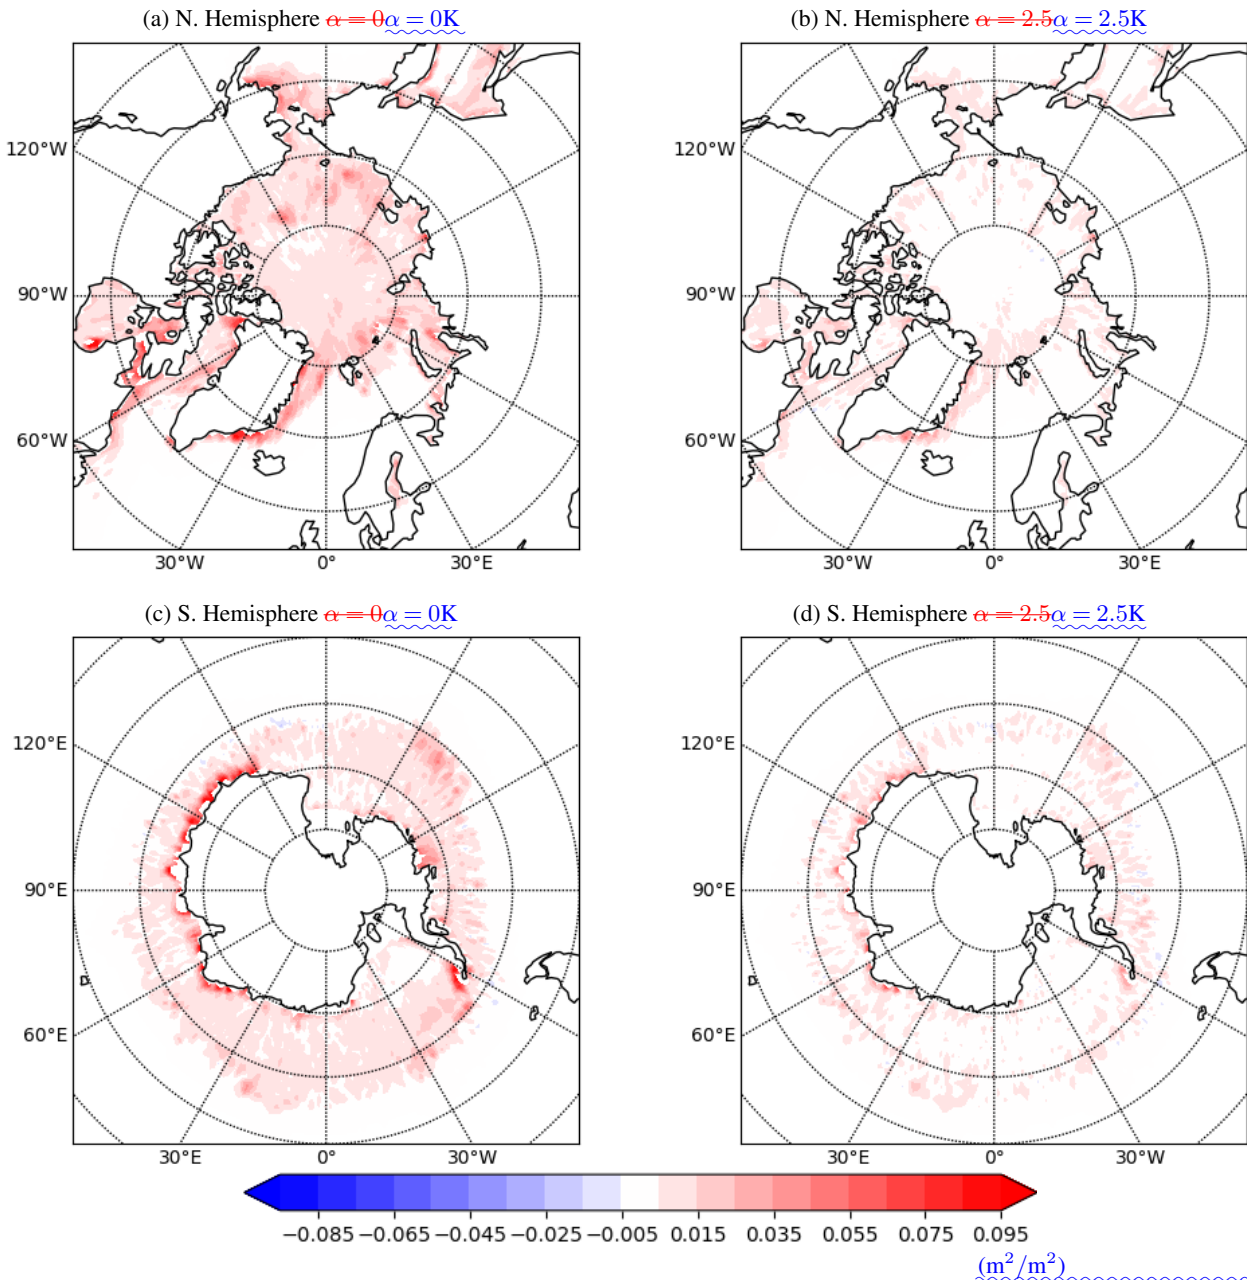 (a) N. Hemisphere α = 0α = 0K
(b) N. Hemisphere α = 2.5α = 2.5K
120°W
90°W
60°W
30°W 0° 30°E
120°W
90°W
60°W
30°W 0° 30°E
(c) S. Hemisphere α = 0α = 0K
(d) S. Hemisphere α = 2.5α = 2.5K
120°E
90°E
60°E
30°E 0° 30°W
120°E
90°E
60°E
30°E 0° 30°W
−0.085 −0.065 −0.045 −0.025 −0.005 0.015 0.035 0.055 0.075 0.095
(m²/m²)